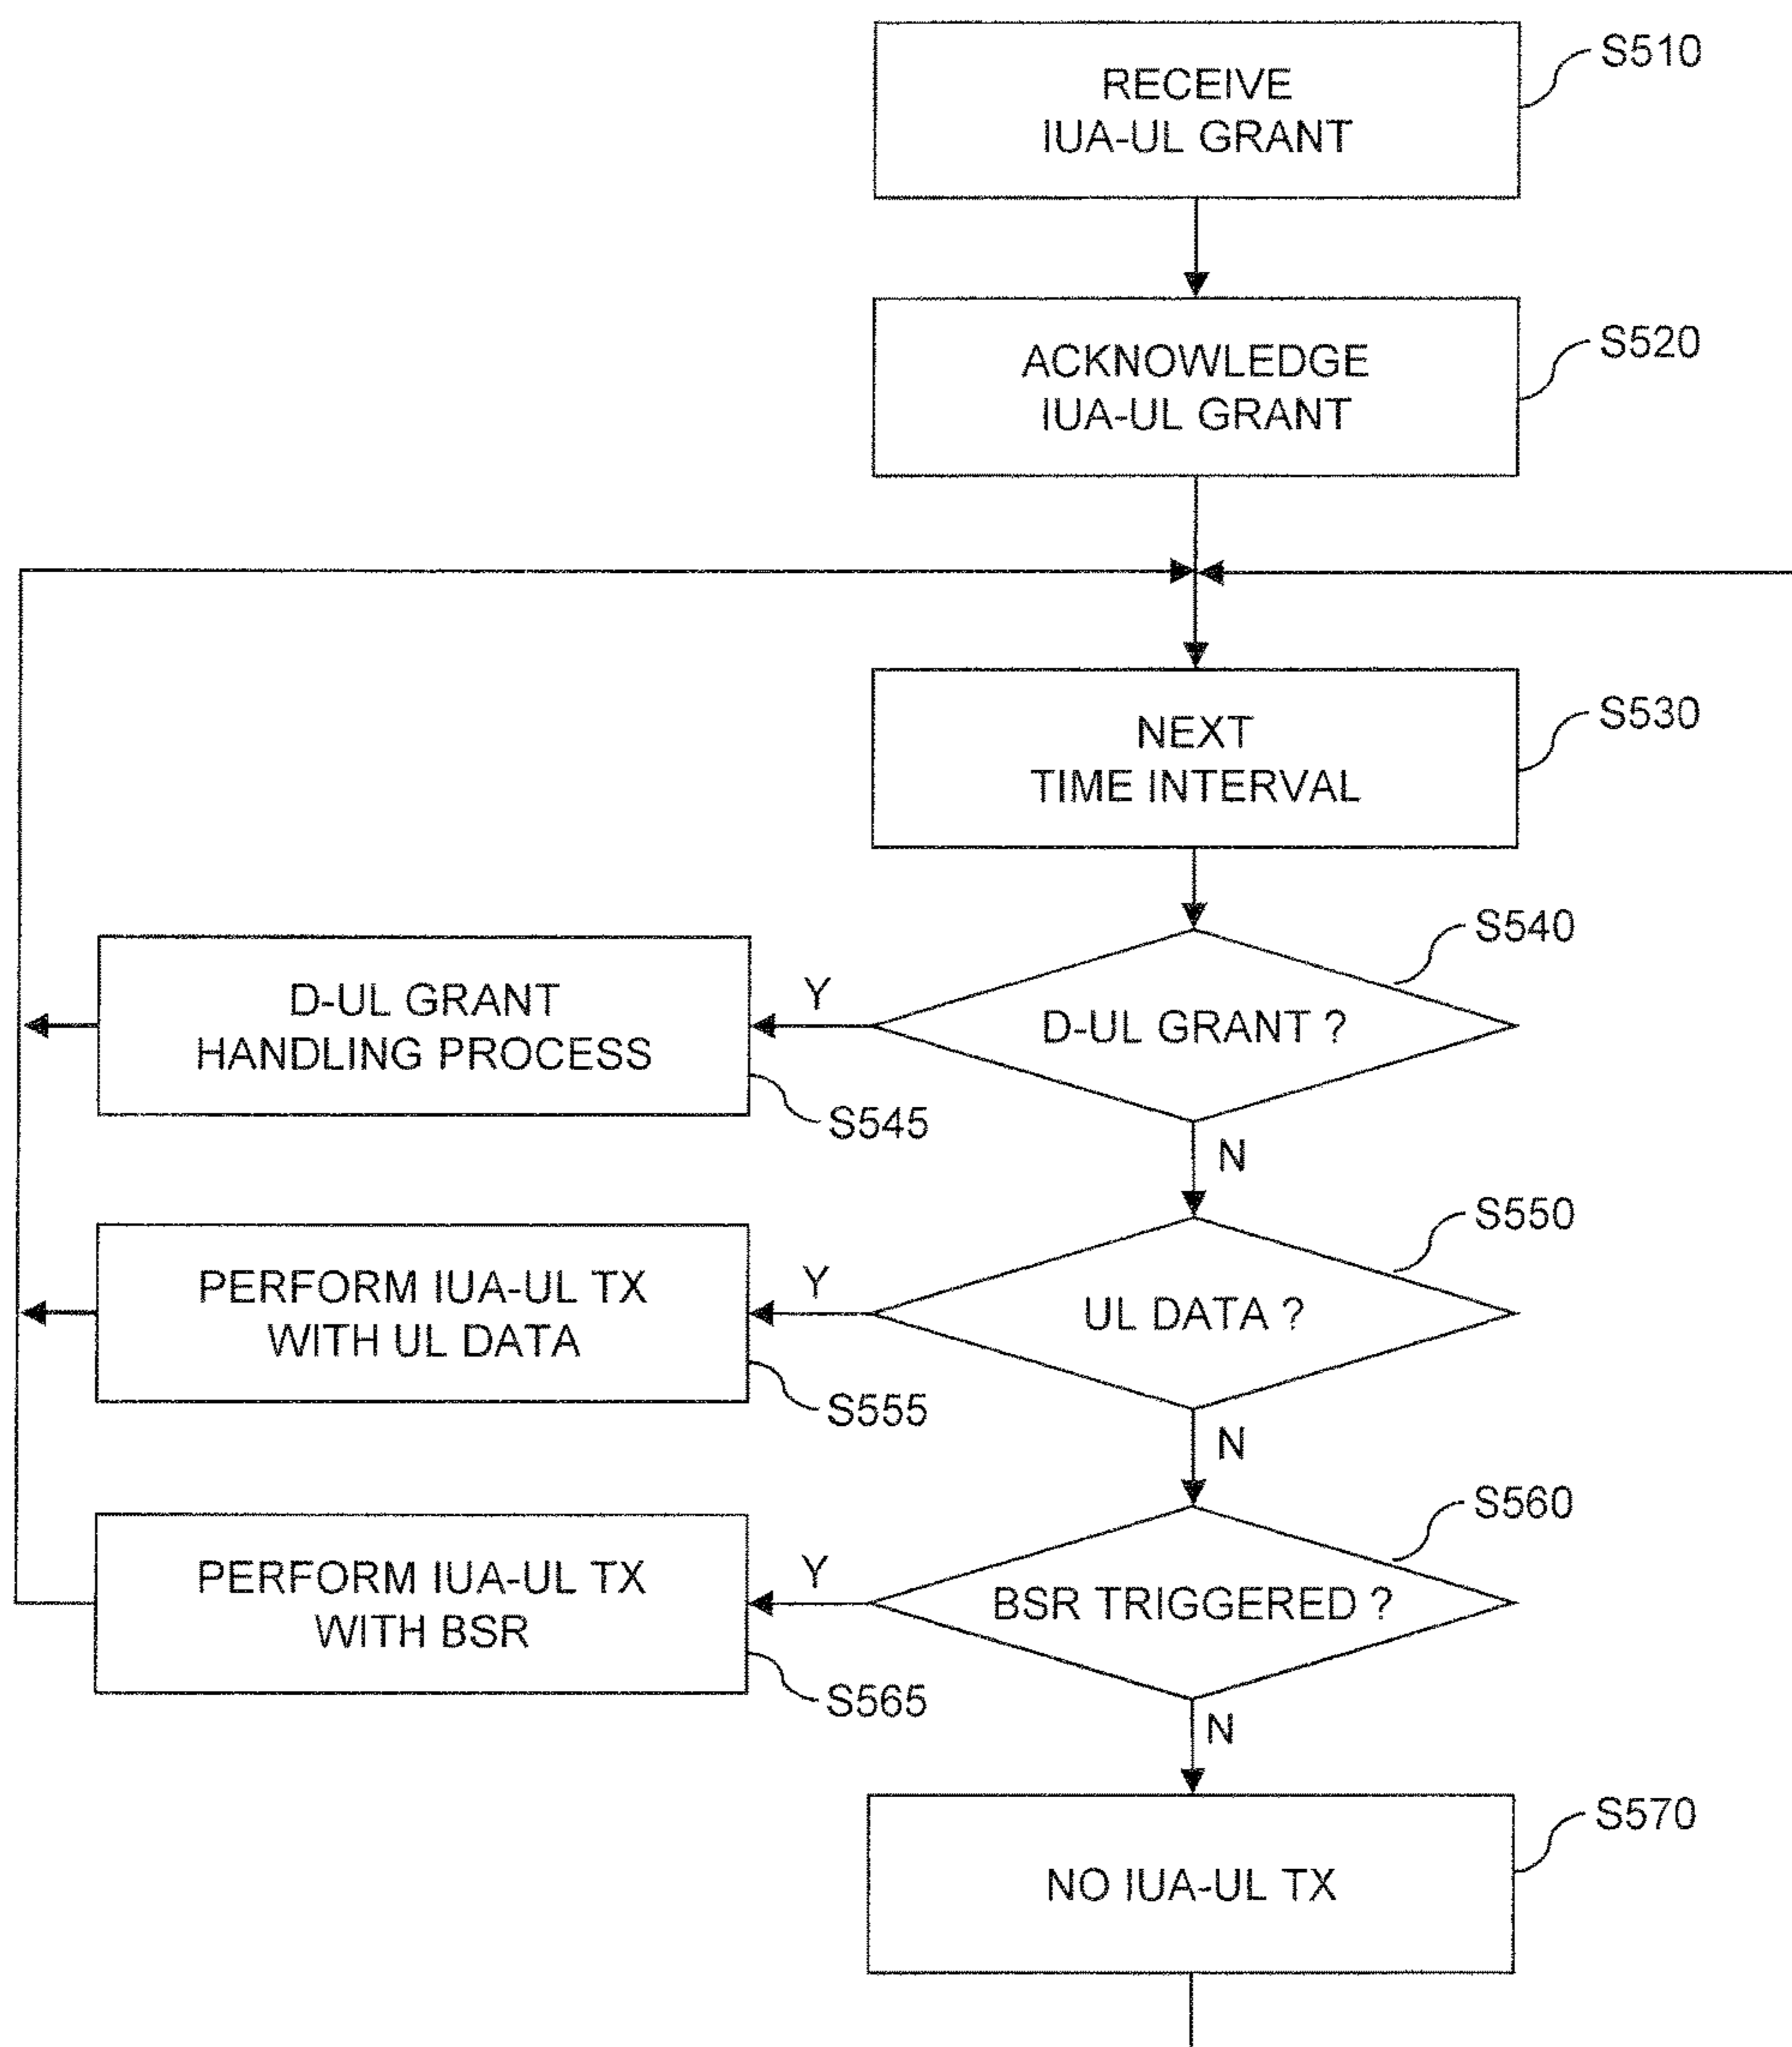 RECEIVE
IUA-UL GRANT
S510
ACKNOWLEDGE
IUA-UL GRANT
S520
NEXT
TIME INTERVAL
S530
D-UL GRANT ?
S540
Y
D-UL GRANT
HANDLING PROCESS
S545
N
UL DATA ?
S550
Y
PERFORM IUA-UL TX
WITH UL DATA
S555
N
BSR TRIGGERED ?
S560
Y
PERFORM IUA-UL TX
WITH BSR
S565
N
NO IUA-UL TX
S570